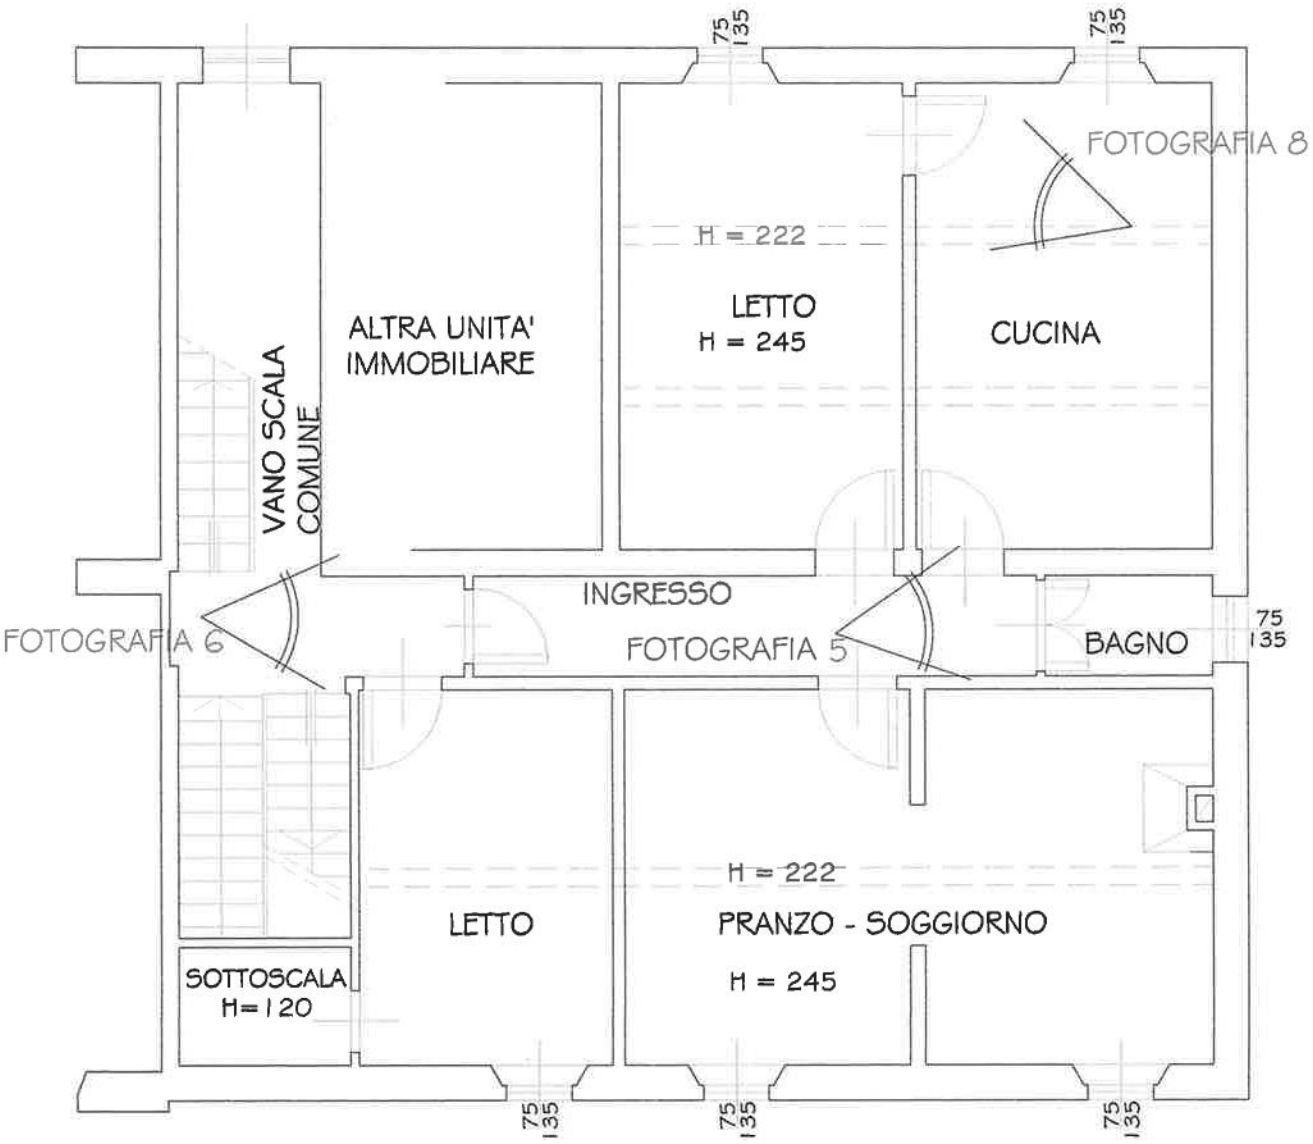 75
135
75
135
FOTOGRAFIA 8
H = 222
LETTO
H = 245
CUCINA
ALTRA UNITA'
IMMOBILIARE
VANO SCALA
COMUNE
INGRESSO
FOTOGRAFIA 6
FOTOGRAFIA 5
BAGNO
75
135
H = 222
LETTO
PRANZO - SOGGIORNO
H = 245
SOTTOSCALA
H=120
75
135
75
135
75
135